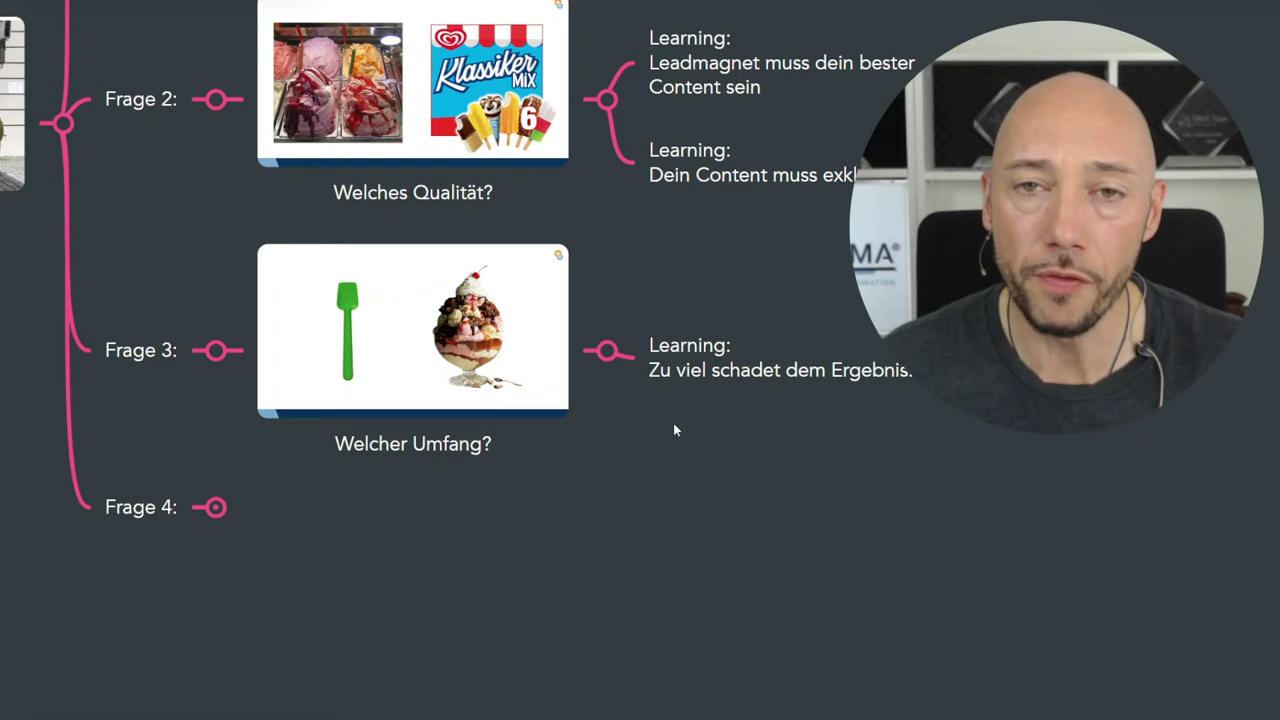 Frage 2:
Klassiker
MIX
6
Welches Qualität?
Learning:
Leadmagnet muss dein bester
Content sein
Learning:
Dein Content muss exkl
MA®
Frage 3:
Welcher Umfang?
Learning:
Zu viel schadet dem Ergebnis.
Frage 4: